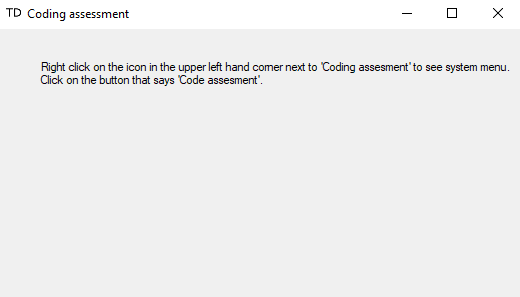 TD Coding assessment
Right click on the icon in the upper left hand corner next to 'Coding assesment' to see system menu.
Click on the button that says 'Code assesment'.